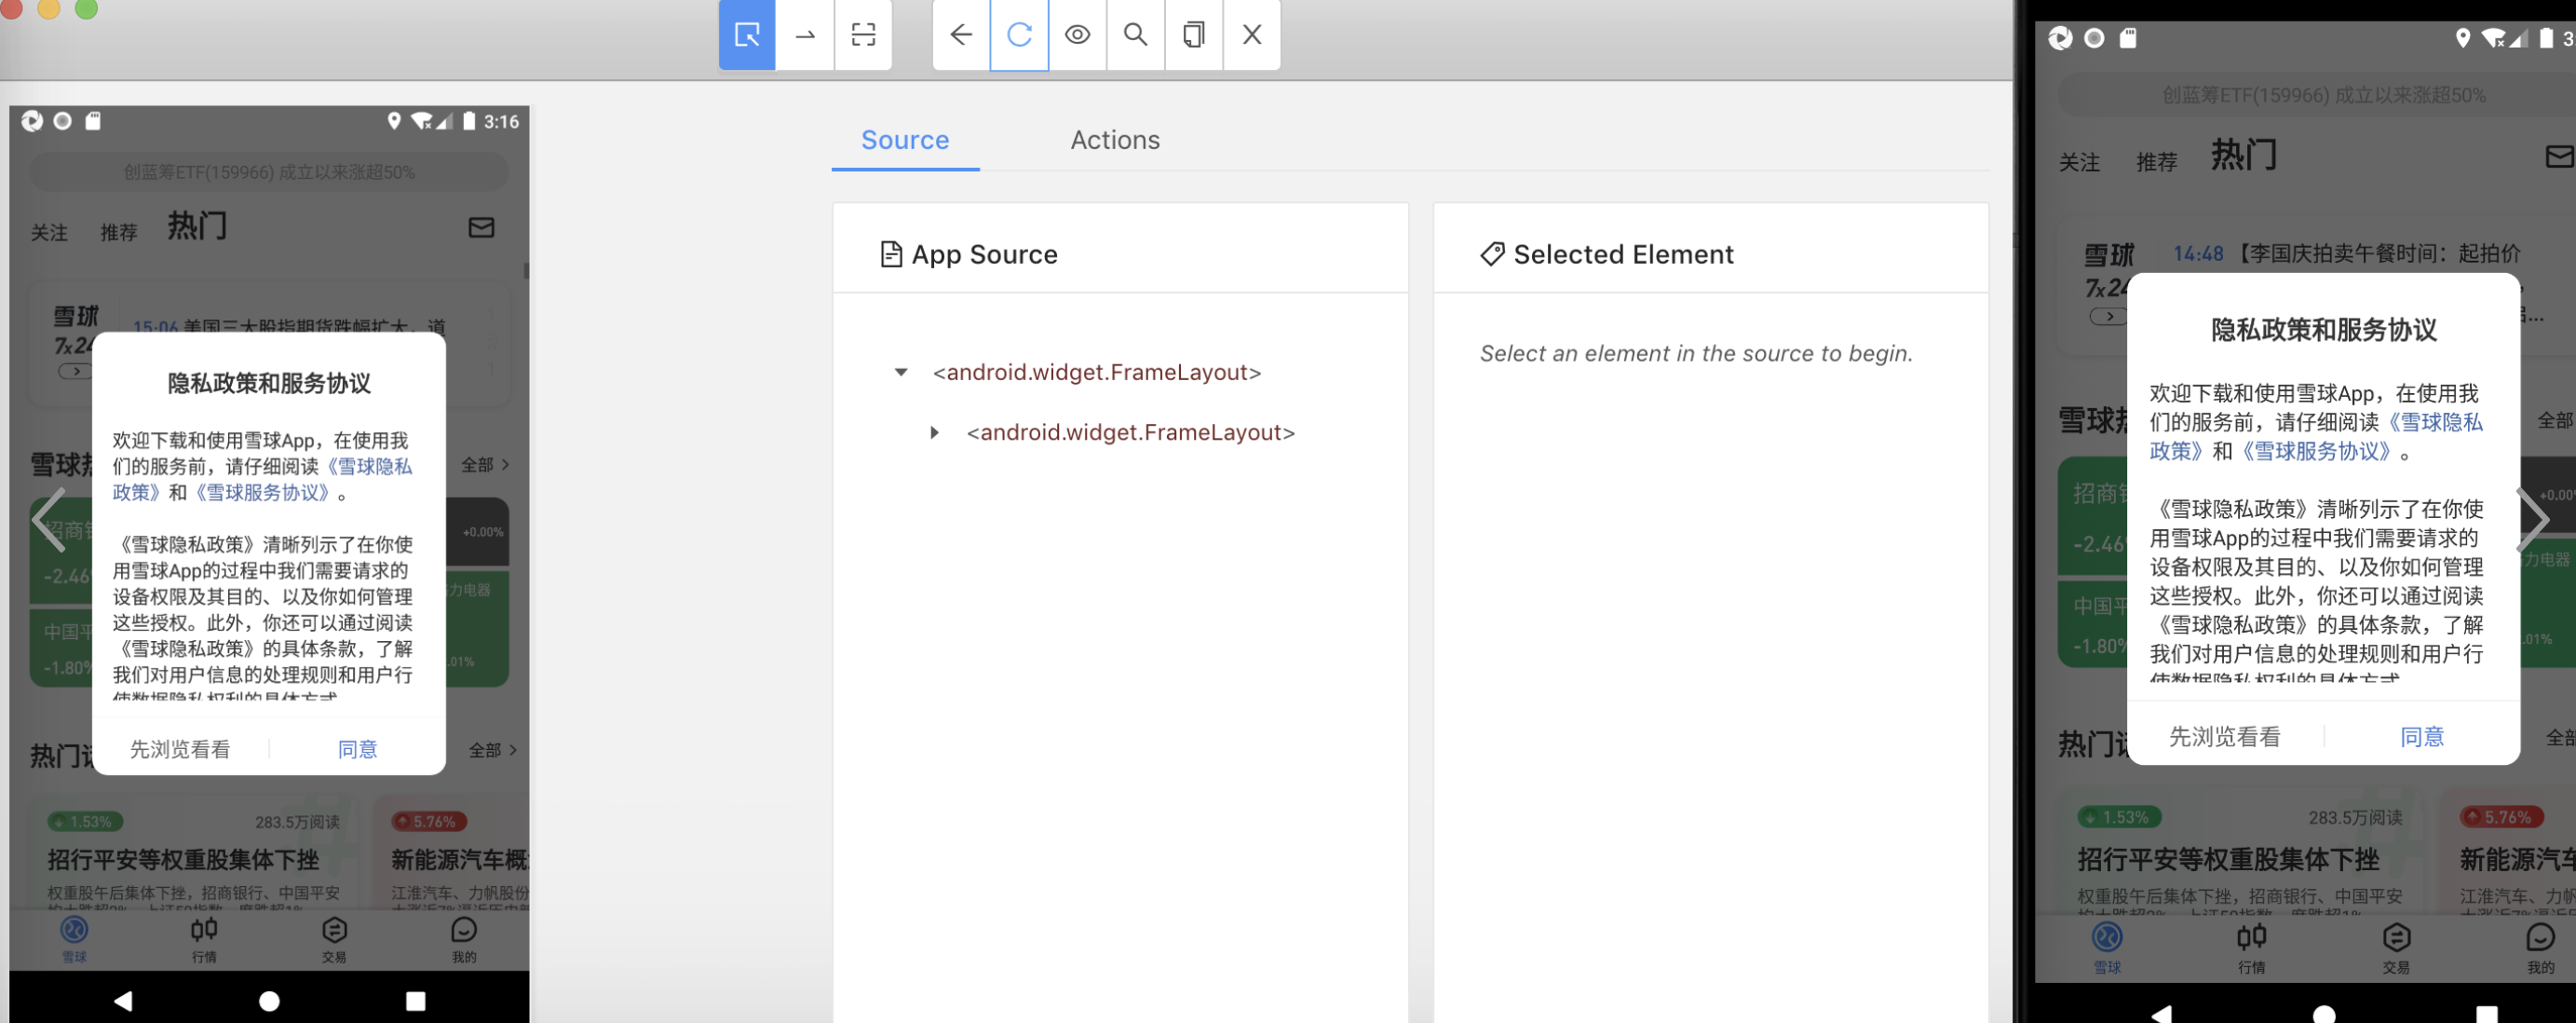 Source
Actions
App Source
<android.widget.FrameLayout>
<android.widget.FrameLayout>
Selected Element
Select an element in the source to begin.
3:16
创蓝筹ETF(159966) 成立以来涨超50%
关注
推荐
热门
雪球
7x24
15:06 美国三大股指期货跌幅扩大，道
隐私政策和服务协议
欢迎下载和使用雪球App，在使用我
们的服务前，请仔细阅读《雪球隐私
政策》和《雪球服务协议》。
《雪球隐私政策》清晰列示了在你使
用雪球App的过程中我们需要请求的
设备权限及其目的、以及你如何管理
这些授权。此外，你还可以通过阅读
《雪球隐私政策》的具体条款，了解
我们对用户信息的处理规则和用户行
使数据隐私权利的具体方式
先浏览看看
同意
雪球
全部 >
招商
-2.46
+0.00%
力电器
中国平
-1.80%
.01%
热门
全部 >
1.53%
283.5万阅读
招行平安等权重股集体下挫
权重股午后集体下挫，招商银行、中国平安
5.76%
新能源汽车概
江淮汽车、力帆股份
雪球
行情
交易
我的
3
创蓝筹ETF(159966) 成立以来涨超50%
关注
推荐
热门
雪球
7x24
14:48 【李国庆拍卖午餐时间：起拍价
隐私政策和服务协议
欢迎下载和使用雪球App，在使用我
们的服务前，请仔细阅读《雪球隐私
政策》和《雪球服务协议》。
《雪球隐私政策》清晰列示了在你使
用雪球App的过程中我们需要请求的
设备权限及其目的、以及你如何管理
这些授权。此外，你还可以通过阅读
《雪球隐私政策》的具体条款，了解
我们对用户信息的处理规则和用户行
使数据隐私权利的具体方式
先浏览看看
同意
雪球
全部
招商
-2.46
+0.00
力电器
中国平
-1.80%
.01%
热门
全部
1.53%
283.5万阅读
招行平安等权重股集体下挫
权重股午后集体下挫，招商银行、中国平安
5.76%
新能源汽车
江淮汽车、力帆
雪球
行情
交易
我的